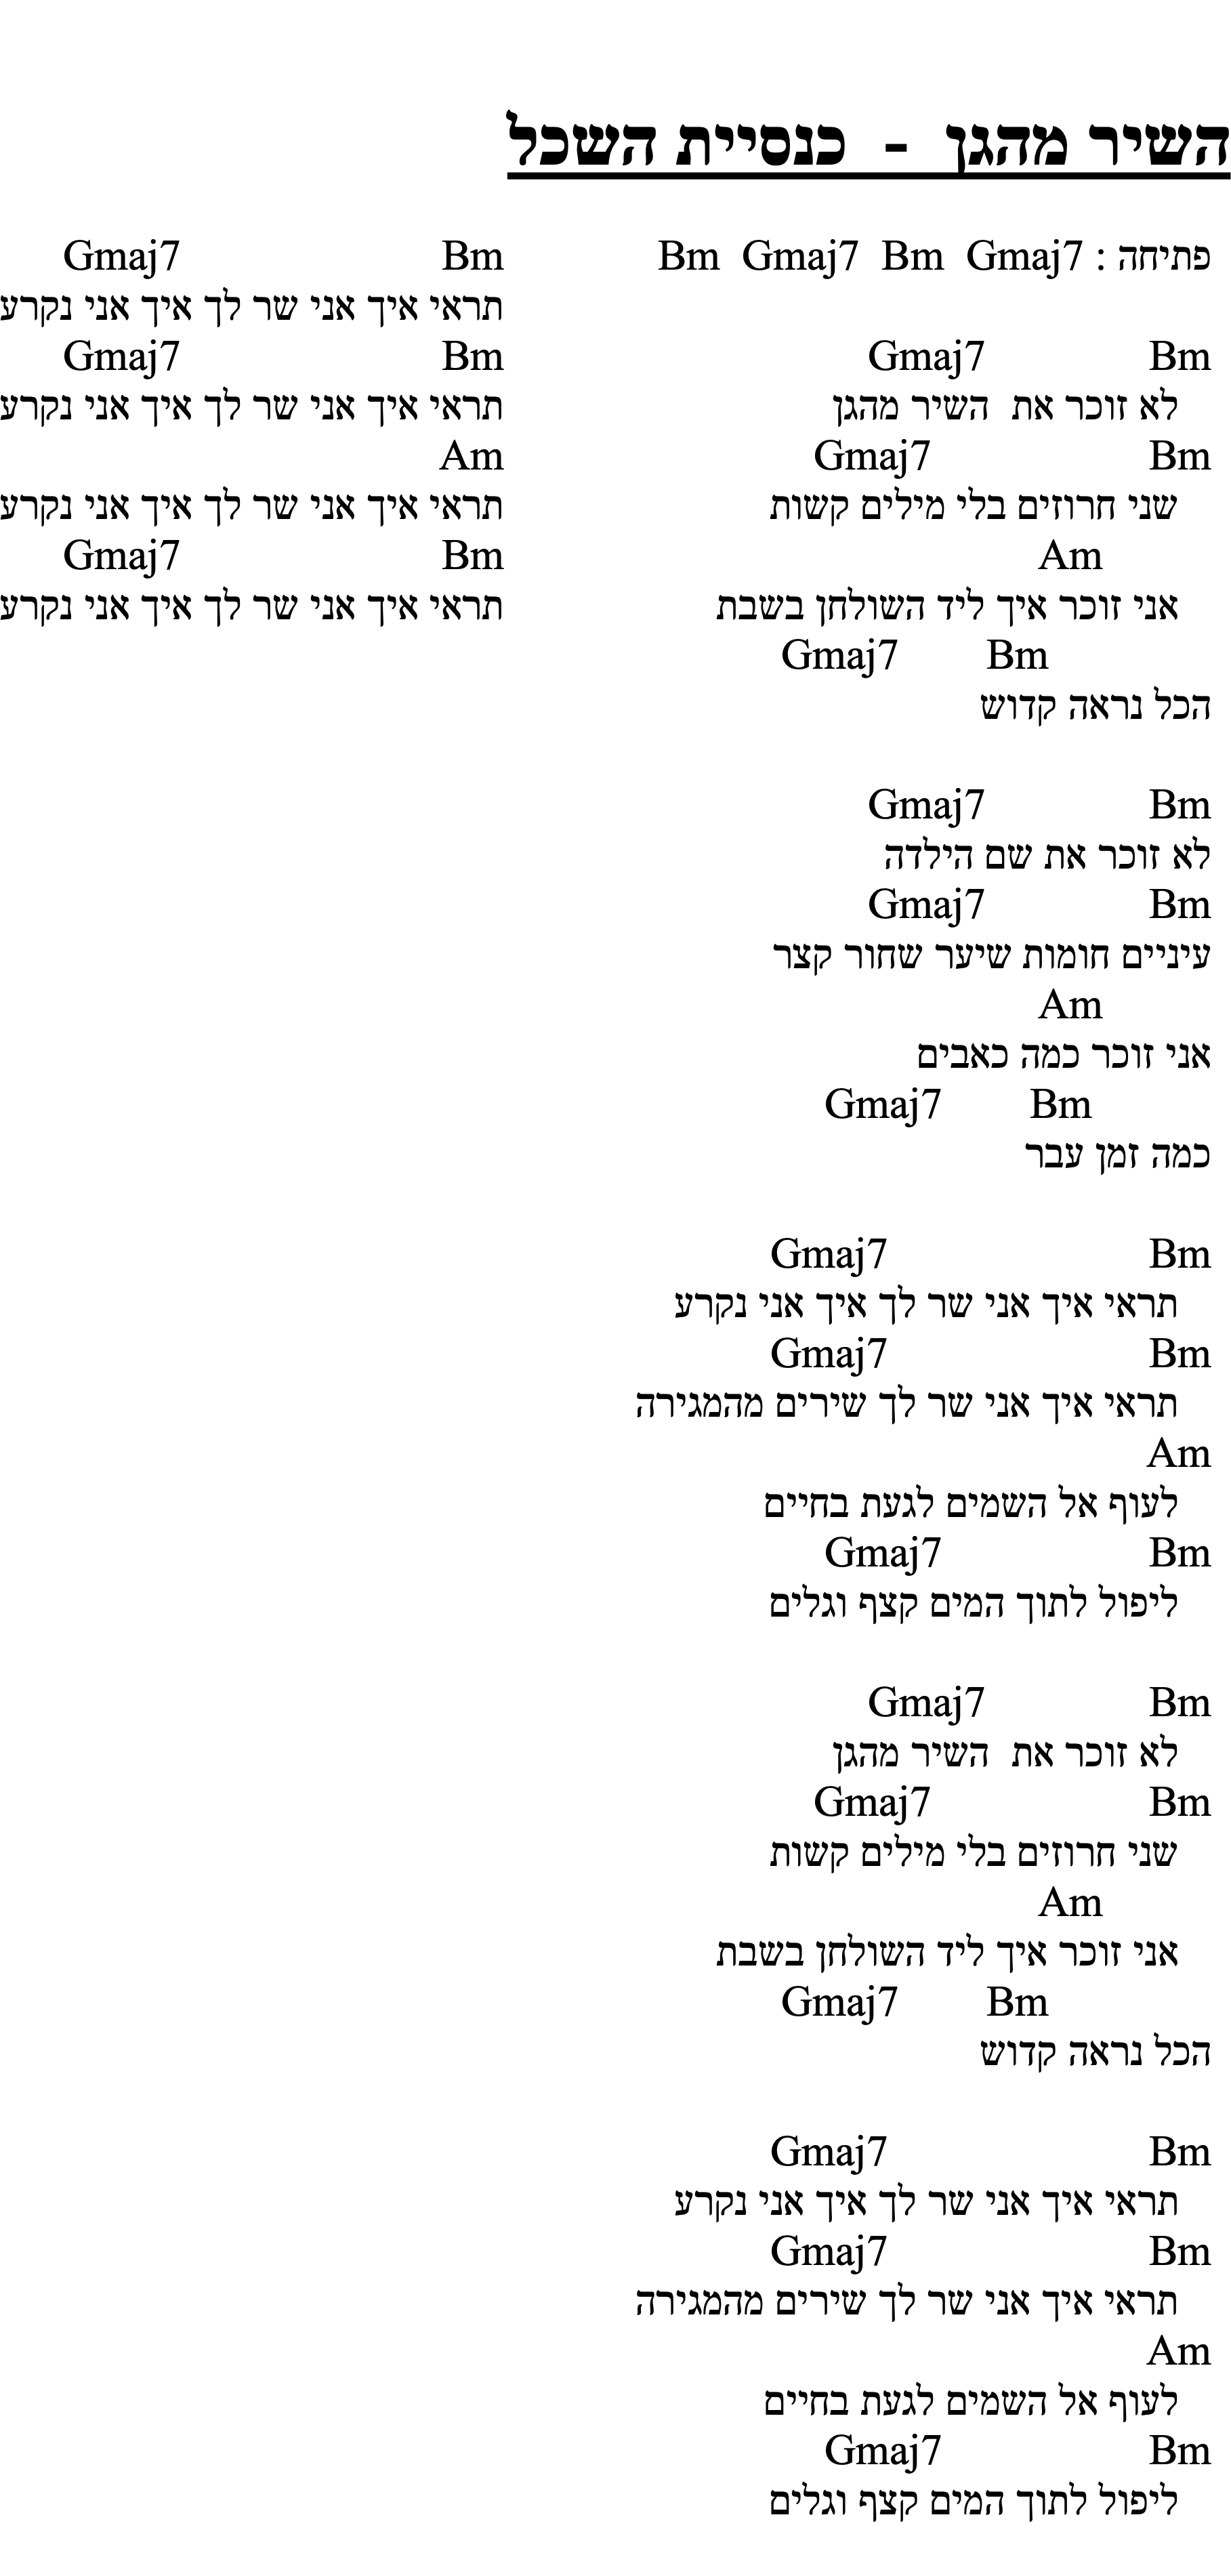 השיר מהגן - כנסיית השכל
פתיחה : Bm Gmaj7 Bm Gmaj7
Gmaj7 Bm
לא זוכר את השיר מהגן
Gmaj7 Bm
שני חרוזים בלי מילים קשות
Am
אני זוכר איך ליד השולחן בשבת
Gmaj7 Bm
הכל נראה קדוש
Gmaj7 Bm
לא זוכר את שם הילדה
Gmaj7 Bm
עיניים חומות שיער שחור קצר
Am
אני זוכר כמה כאבים
Gmaj7 Bm
כמה זמן עבר
Gmaj7 Bm
תראי איך אני שר לך איך אני נקרע
Gmaj7 Bm
תראי איך אני שר לך שירים מהמגירה
Am
לעוף אל השמים לגעת בחיים
Gmaj7 Bm
ליפול לתוך המים קצף וגלים
Gmaj7 Bm
לא זוכר את השיר מהגן
Gmaj7 Bm
שני חרוזים בלי מילים קשות
Am
אני זוכר איך ליד השולחן בשבת
Gmaj7 Bm
הכל נראה קדוש
Gmaj7 Bm
תראי איך אני שר לך איך אני נקרע
Gmaj7 Bm
תראי איך אני שר לך שירים מהמגירה
Am
לעוף אל השמים לגעת בחיים
Gmaj7 Bm
ליפול לתוך המים קצף וגלים
Gmaj7 Bm
תראי איך אני שר לך איך אני נקרע
Gmaj7 Bm
תראי איך אני שר לך איך אני נקרע
Am
תראי איך אני שר לך איך אני נקרע
Gmaj7 Bm
תראי איך אני שר לך איך אני נקרע